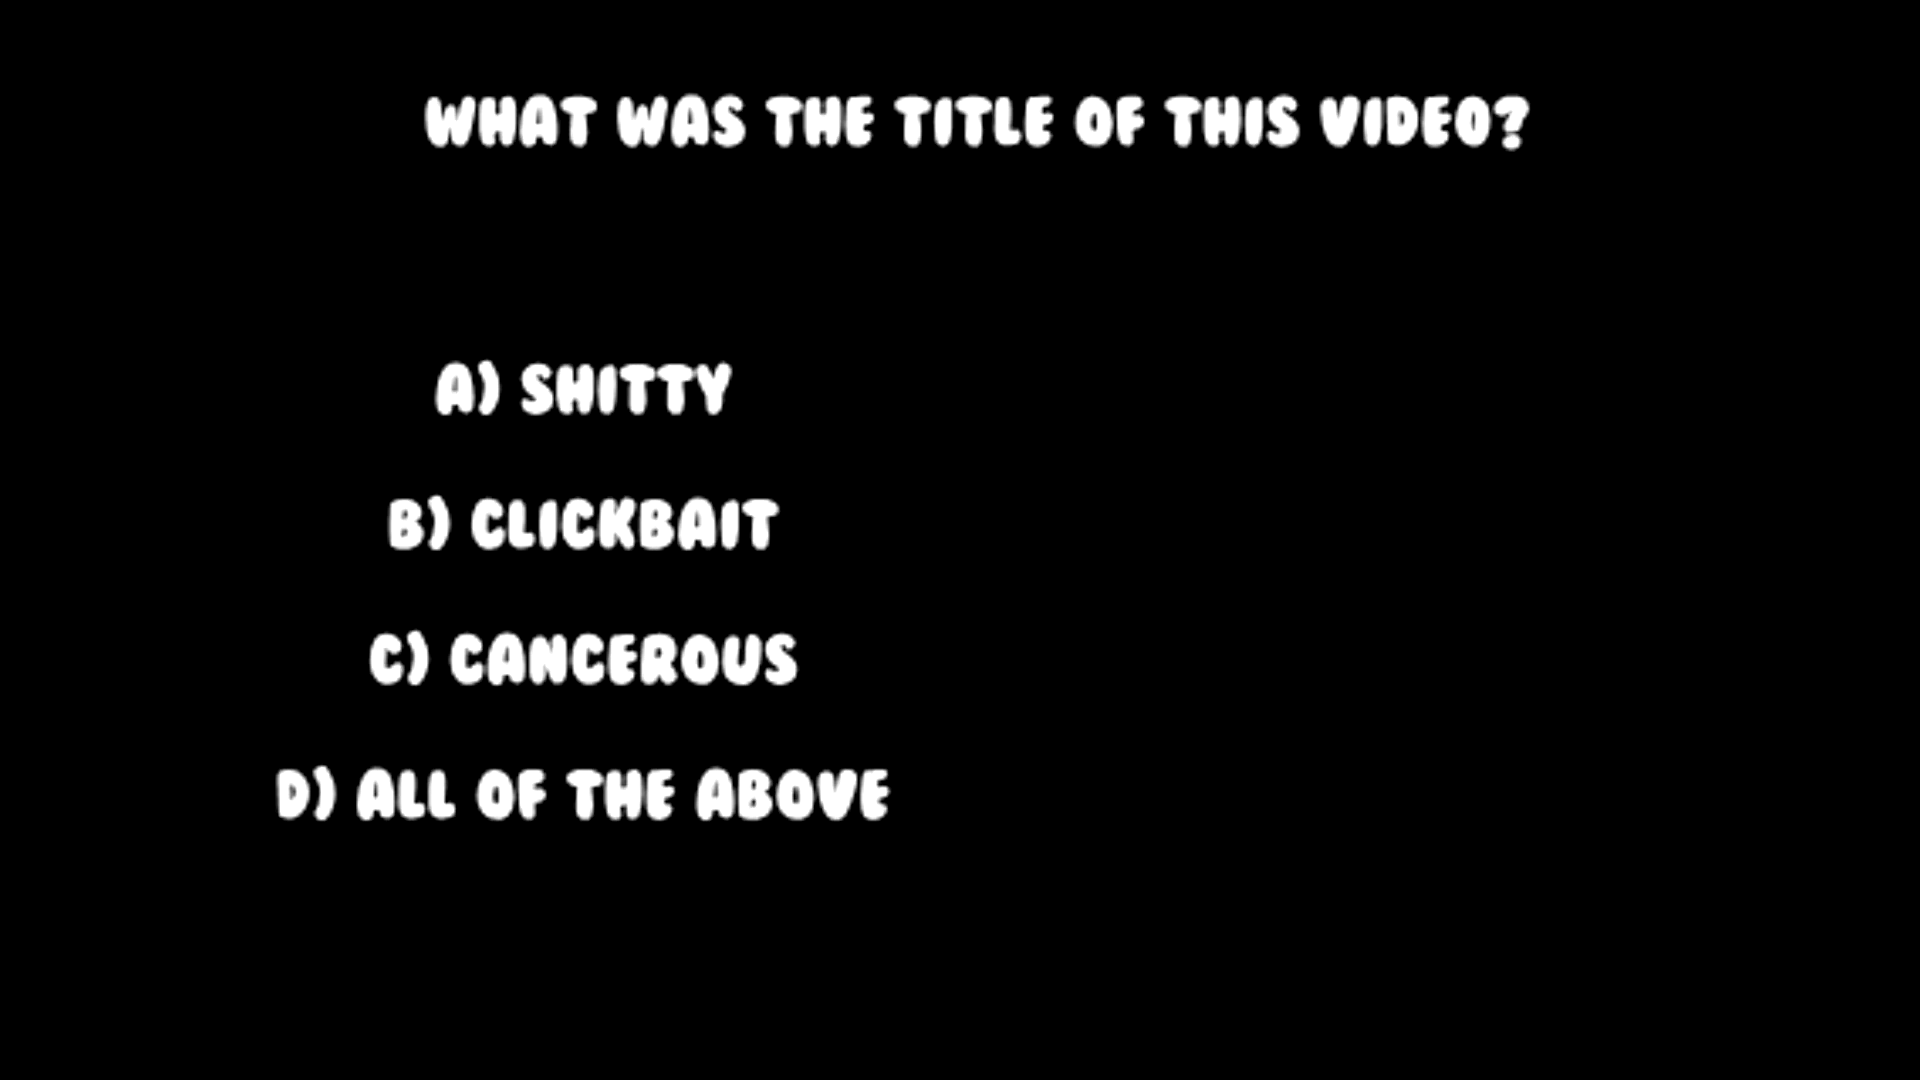 WHAT WAS THE TITLE OF THIS VIDEO?
A) SHITTY
B) CLICKBAIT
C) CANCEROUS
D) ALL OF THE ABOVE